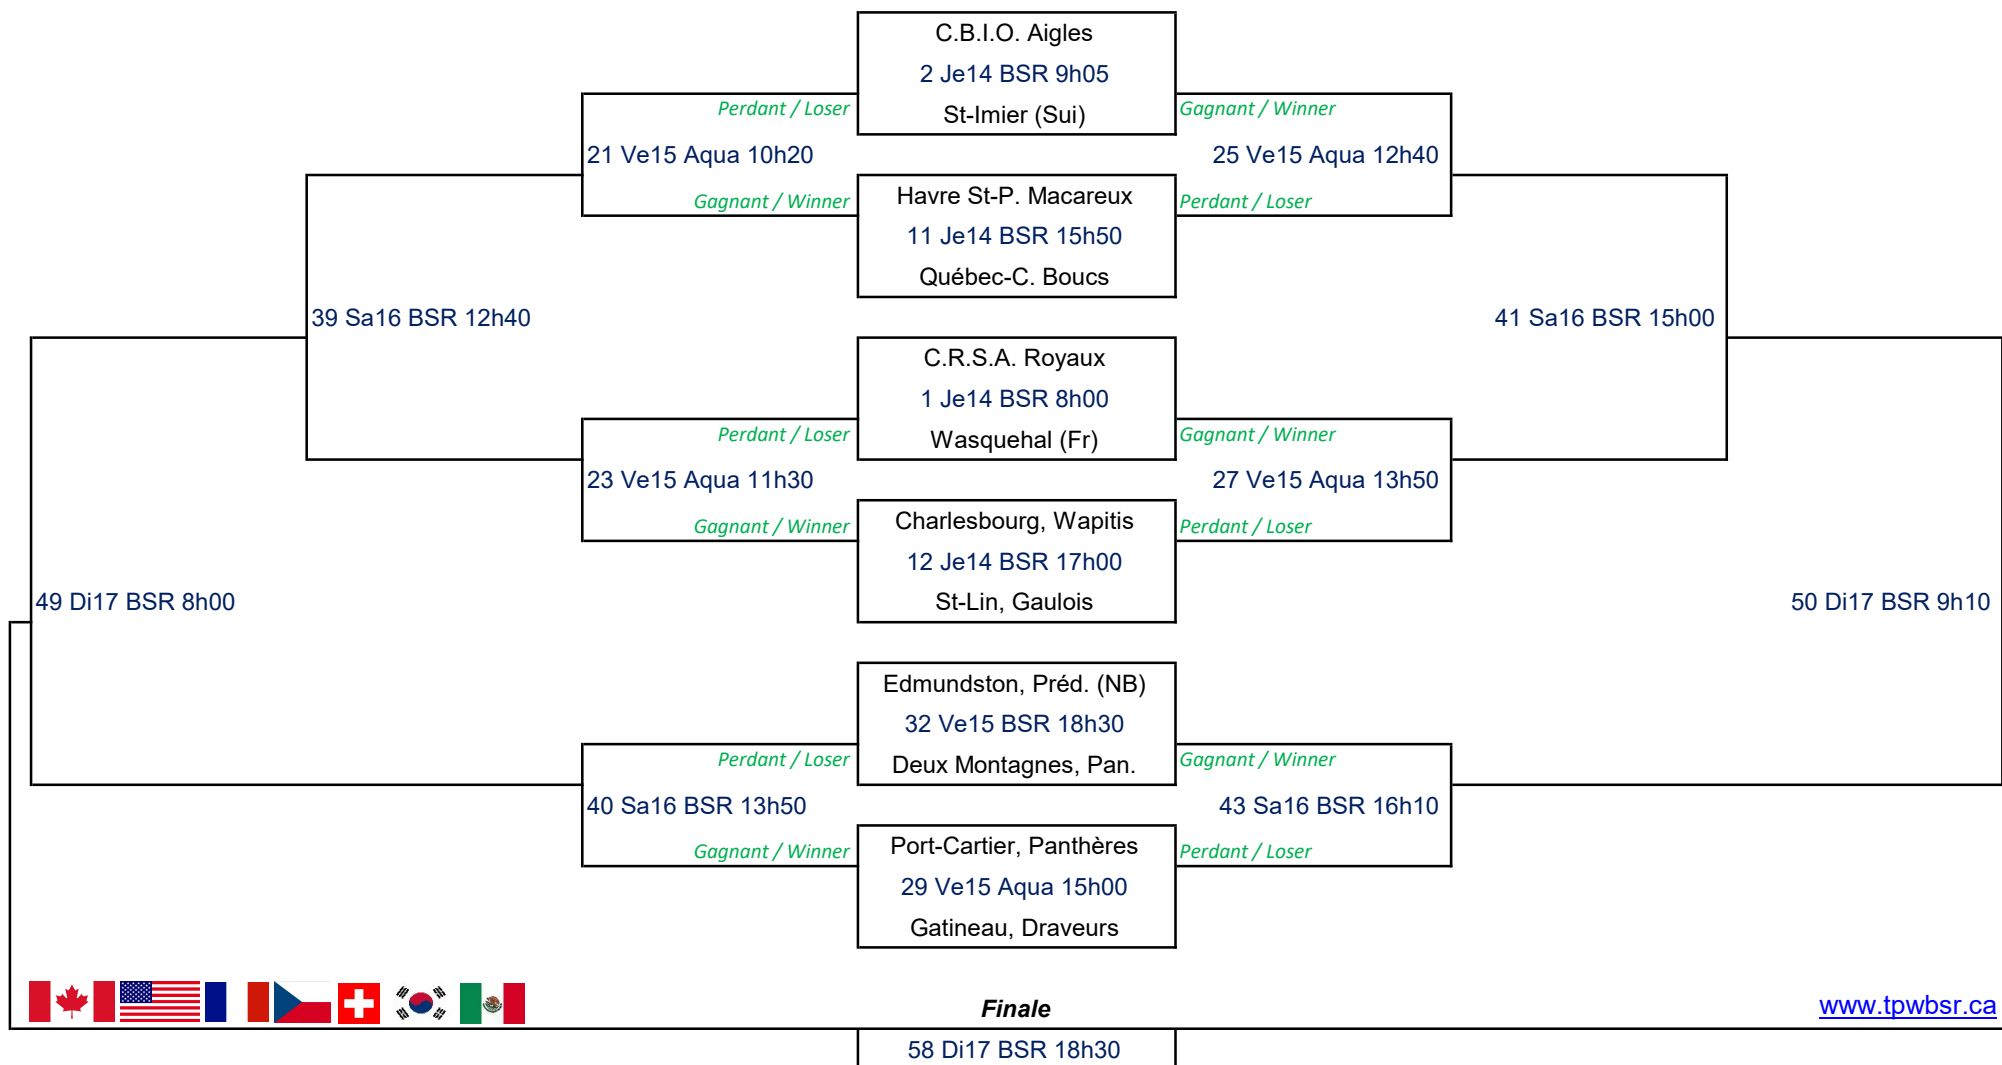 C.B.I.O. Aigles
2 Je14 BSR 9h05
Perdant / Loser
St-Imier (Sui)
Gagnant / Winner
21 Ve15 Aqua 10h20
25 Ve15 Aqua 12h40
Gagnant / Winner
Havre St-P. Macareux
Perdant / Loser
11 Je14 BSR 15h50
Québec-C. Boucs
39 Sa16 BSR 12h40
41 Sa16 BSR 15h00
C.R.S.A. Royaux
1 Je14 BSR 8h00
Perdant / Loser
Wasquehal (Fr)
Gagnant / Winner
23 Ve15 Aqua 11h30
27 Ve15 Aqua 13h50
Gagnant / Winner
Charlesbourg, Wapitis
Perdant / Loser
12 Je14 BSR 17h00
49 Di17 BSR 8h00
St-Lin, Gaulois
50 Di17 BSR 9h10
Edmundston, Préd. (NB)
32 Ve15 BSR 18h30
Perdant / Loser
Deux Montagnes, Pan.
Gagnant / Winner
40 Sa16 BSR 13h50
43 Sa16 BSR 16h10
Gagnant / Winner
Port-Cartier, Panthères
Perdant / Loser
29 Ve15 Aqua 15h00
Gatineau, Draveurs
Finale
www.tpwbsr.ca
58 Di17 BSR 18h30